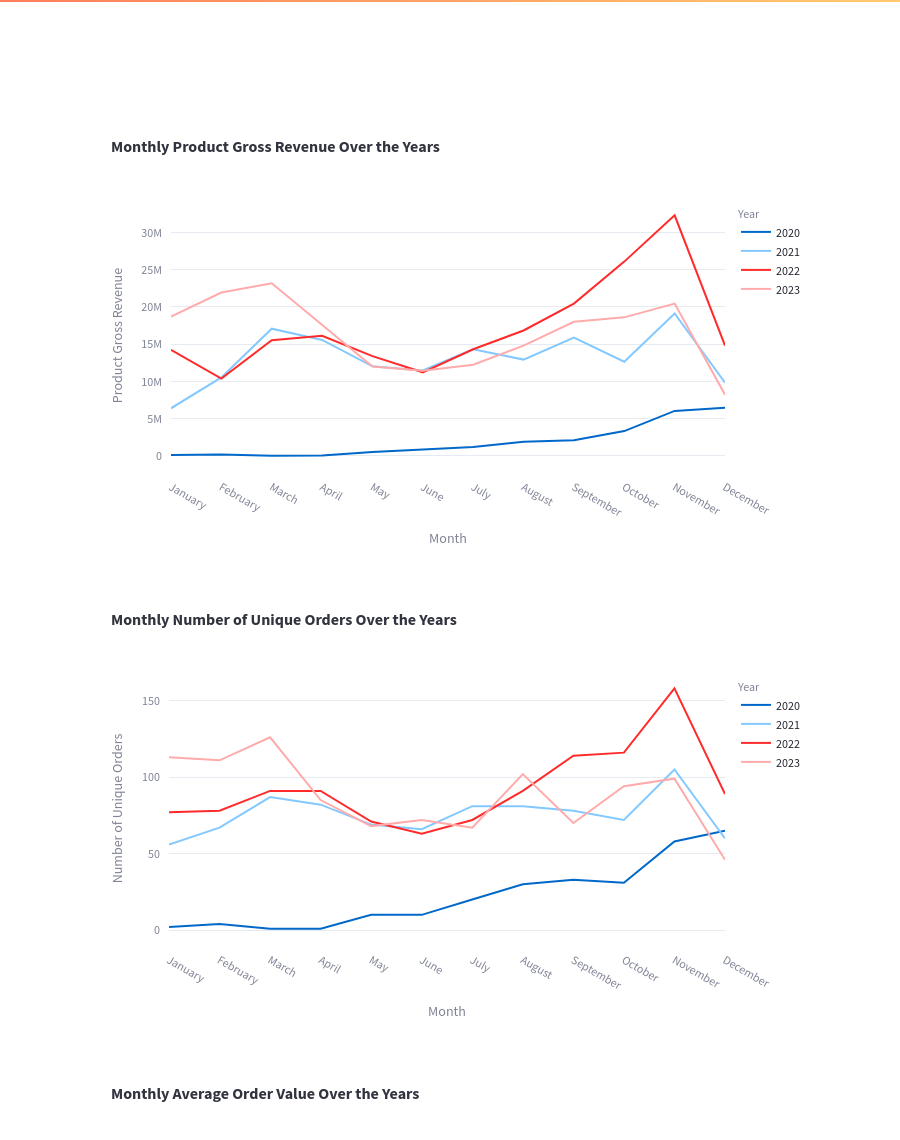 Monthly Product Gross Revenue Over the Years
Year
2020
2021
2022
2023
Product Gross Revenue
30M
25M
20M
15M
10M
5M
0
January February March April May June July August September October November December
Month
Monthly Number of Unique Orders Over the Years
Year
2020
2021
2022
2023
Number of Unique Orders
150
100
50
0
January February March April May June July August September October November December
Month
Monthly Average Order Value Over the Years